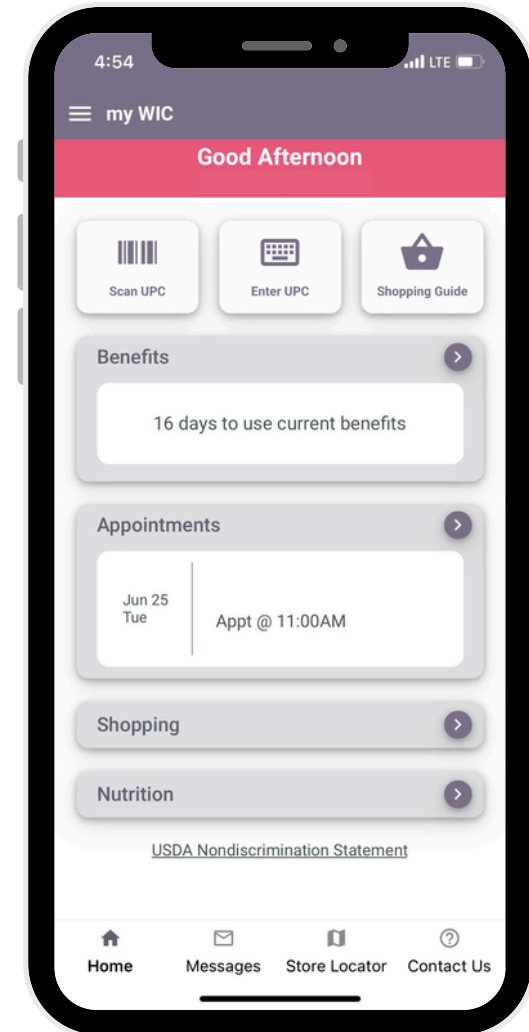 4:54
LTE
my WIC
Good Afternoon
Scan UPC
Enter UPC
Shopping Guide
Benefits
16 days to use current benefits
Appointments
Jun 25
Tue
Appt @ 11:00AM
Shopping
Nutrition
USDA Nondiscrimination Statement
Home
Messages
Store Locator
Contact Us